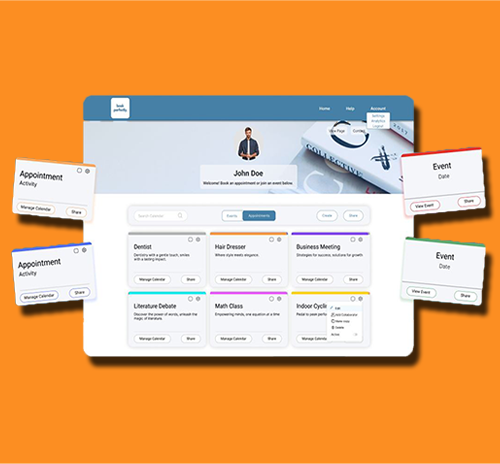 book
perfectly
Home Help Account
Settings
Analytics
Logout
COLLECTIVE
John Doe
Welcome! Book an appointment or join an event below.
Search Calendar
Events Appointments
Create Share
Dentist
Dentistry with a gentle touch, smiles
with a lasting impact.
Manage Calendar Share
Hair Dresser
Where style meets elegance.
Manage Calendar Share
Business Meeting
Strategies for success, solutions for growth
Manage Calendar Share
Literature Debate
Discover the power of words, unleash the
magic of literature.
Manage Calendar Share
Math Class
Empowering minds, one equation at a time
Manage Calendar Share
Indoor Cyclin
Pedal to peak perf
Manage Calendar
Edit
Add Collaborator
Make copy
Delete
Active
Appointment
Activity
Manage Calendar Share
Appointment
Activity
Manage Calendar Share
Event
Date
View Event Share
Event
Date
View Event Share